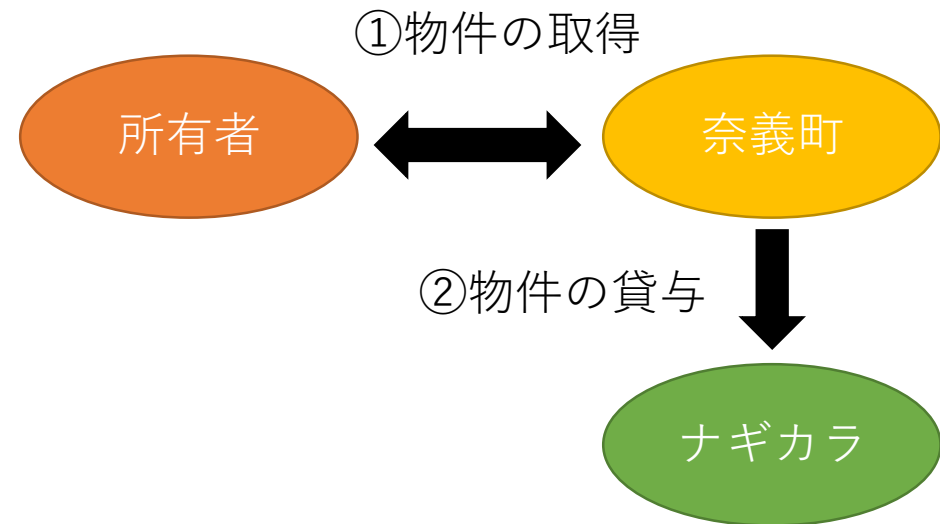 ①物件の取得
所有者
奈義町
②物件の貸与
ナギカラ